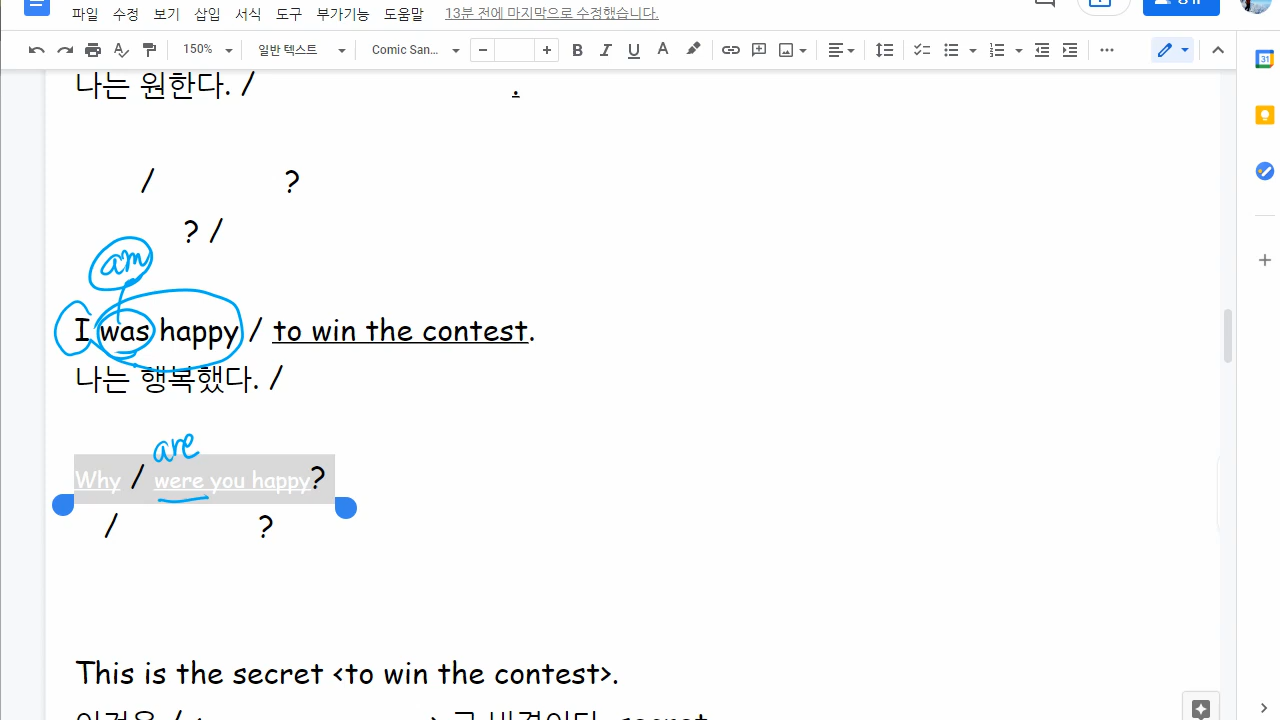 파일 수정 보기 삽입 서식 도구 부가기능 도움말 13분 전에 마지막으로 수정했습니다.
150% 일반 텍스트 Comic San... − + B I U A
나는 원한다. / .
/ ?
? /
am
I was happy / to win the contest.
나는 행복했다. /
are
Why / were you happy?
/ ?
This is the secret <to win the contest>.